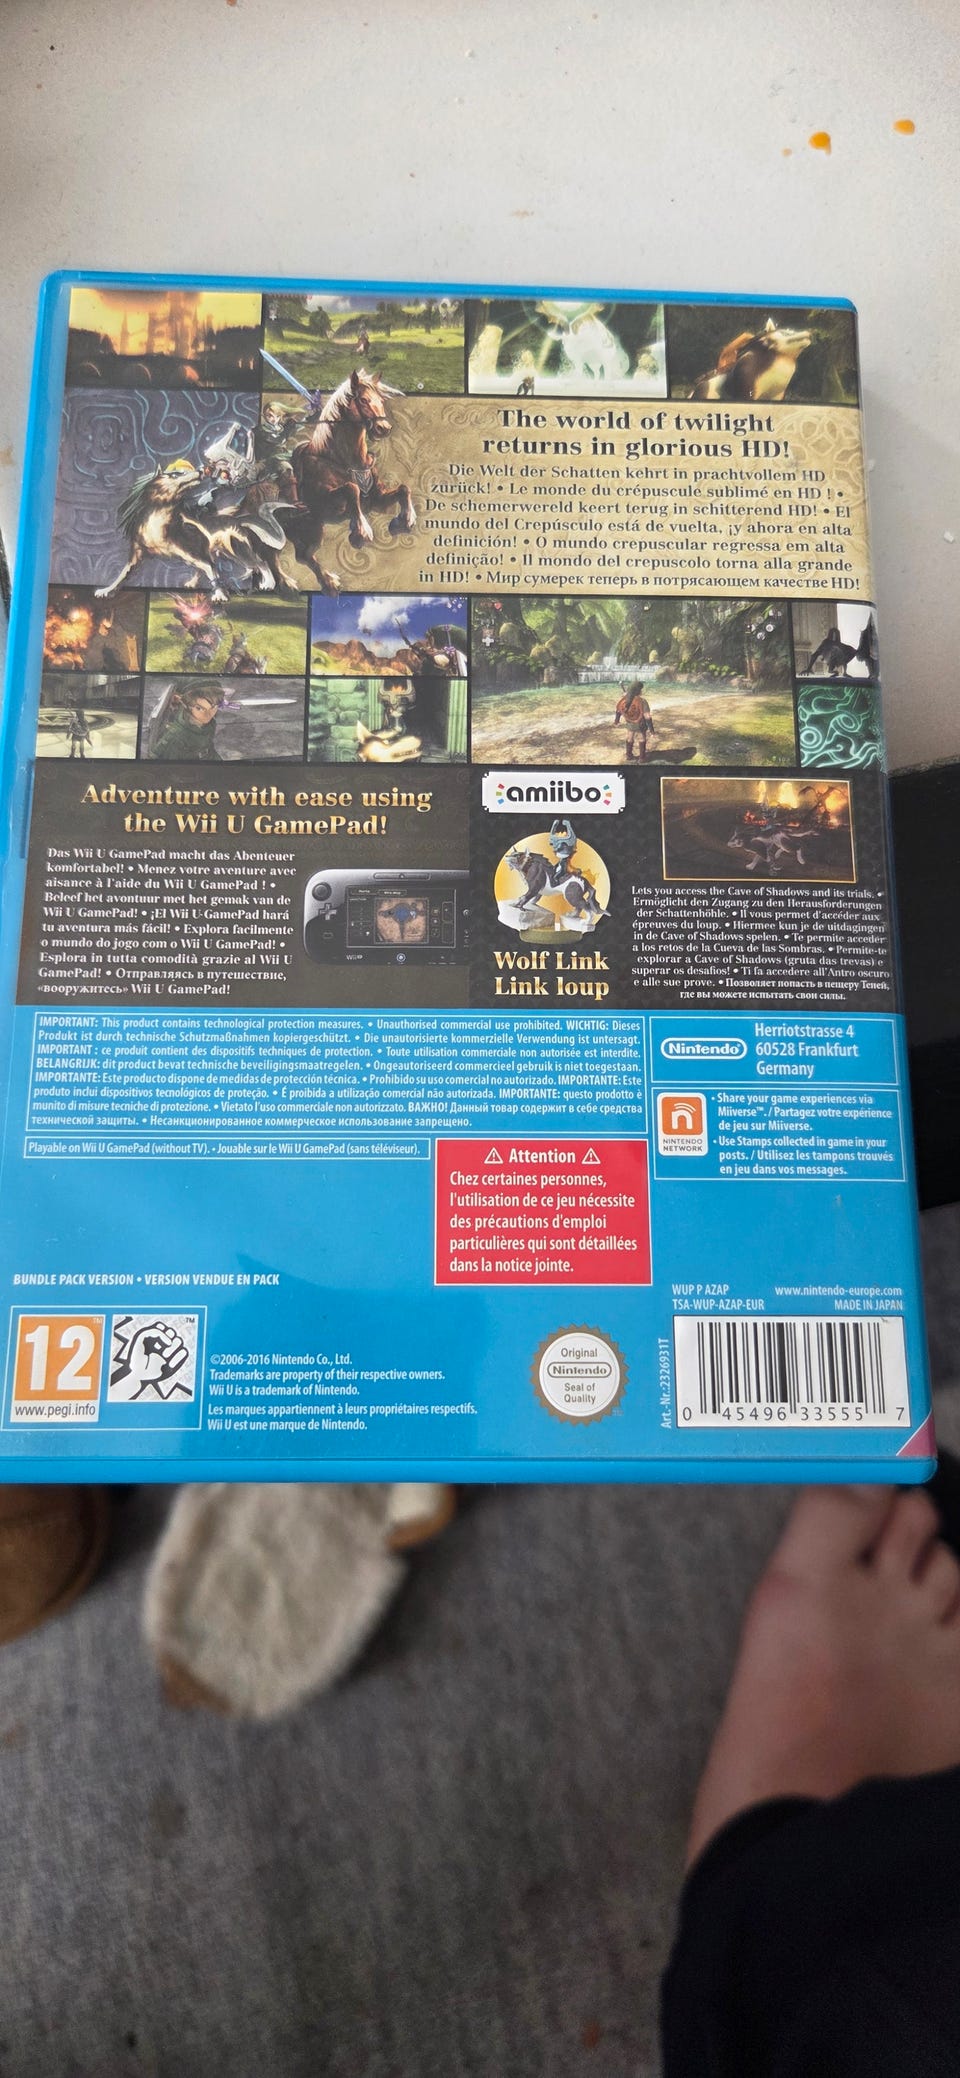 The world of twilight
returns in glorious HD!
Die Welt der Schatten kehrt in prachtvollem HD
zurück! • Le monde du crépuscule sublimé en HD ! •
De schemerwereld keert terug in schitterend HD! • El
mundo del Crepúsculo está de vuelta, ¡y ahora en alta
definición! • O mundo crepuscular regressa em alta
definição! • Il mondo del crepuscolo torna alla grande
in HD! • Мир сумерек теперь в потрясающем качестве HD!
Adventure with ease using
the Wii U GamePad!
Das Wii U GamePad macht das Abenteuer
komfortabel! • Menez votre aventure avec
aisance à l'aide du Wii U GamePad ! •
Beleef het avontuur met het gemak van de
Wii U GamePad! • ¡El Wii U GamePad hará
tu aventura más fácil! • Explora facilmente
o mundo do jogo com o Wii U GamePad! •
Esplora in tutta comodità grazie al Wii U
GamePad! • Отправляясь в путешествие,
«вооружитесь» Wii U GamePad!
amiibo
Wolf Link
Link loup
Lets you access the Cave of Shadows and its trials. •
Ermöglicht den Zugang zu den Herausforderungen
der Schattenhöhle. • Il vous permet d'accéder aux
épreuves du loup. • Hiermee kun je de uitdagingen
in de Cave of Shadows spelen. • Te permite acceder
a los retos de la Cueva de las Sombras. • Permite-te
explorar a Cave of Shadows (gruta das trevas) e
superar os desafios! • Ti fa accedere all'Antro oscuro
e alle sue prove. • Позволяет попасть в пещеру Теней,
где вы можете испытать свои силы.
IMPORTANT: This product contains technological protection measures. • Unauthorised commercial use prohibited. WICHTIG: Dieses
Produkt ist durch technische Schutzmaßnahmen kopiergeschützt. • Die unautorisierte kommerzielle Verwendung ist untersagt.
IMPORTANT : ce produit contient des dispositifs techniques de protection. • Toute utilisation commerciale non autorisée est interdite.
BELANGRIJK: dit product bevat technische beveiligingsmaatregelen. • Ongeautoriseerd commercieel gebruik is niet toegestaan.
IMPORTANTE: Este producto dispone de medidas de protección técnica. • Prohibido su uso comercial no autorizado. IMPORTANTE: Este
produto inclui dispositivos tecnológicos de proteção. • É proibida a utilização comercial não autorizada. IMPORTANTE: questo prodotto è
munito di misure tecniche di protezione. • Vietato l'uso commerciale non autorizzato. ВАЖНО! Данный товар содержит в себе средства
технической защиты. • Несанкционированное коммерческое использование запрещено.
Nintendo
Herriotstrasse 4
60528 Frankfurt
Germany
NINTENDO
NETWORK
• Share your game experiences via
Miiverse™. / Partagez votre expérience
de jeu sur Miiverse.
• Use Stamps collected in game in your
posts. / Utilisez les tampons trouvés
en jeu dans vos messages.
Playable on Wii U GamePad (without TV). • Jouable sur le Wii U GamePad (sans téléviseur).
Attention
Chez certaines personnes,
l'utilisation de ce jeu nécessite
des précautions d'emploi
particulières qui sont détaillées
dans la notice jointe.
BUNDLE PACK VERSION • VERSION VENDUE EN PACK
WUP P AZAP
TSA-WUP-AZAP-EUR
www.nintendo-europe.com
MADE IN JAPAN
12
www.pegi.info
©2006-2016 Nintendo Co., Ltd.
Trademarks are property of their respective owners.
Wii U is a trademark of Nintendo.
Les marques appartiennent à leurs propriétaires respectifs.
Wii U est une marque de Nintendo.
Original
Nintendo
Seal of
Quality
Art.-Nr.:2326931T
0 45496 33555 7